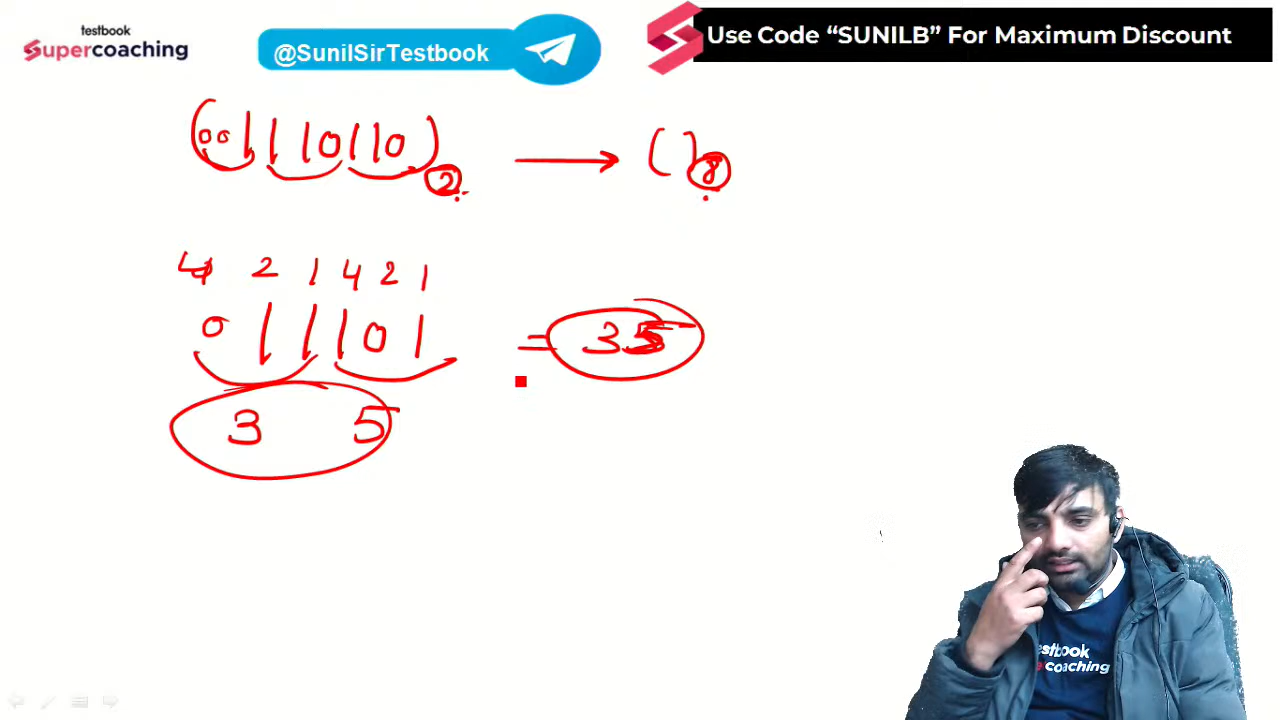 testbook
Supercoaching
@SunilSirTestbook
Use Code “SUNILB” For Maximum Discount
(001110110)2 → ( )8
4 2 1 4 2 1
0 1 1 1 0 1 = 35
3 5
testbook
supercoaching